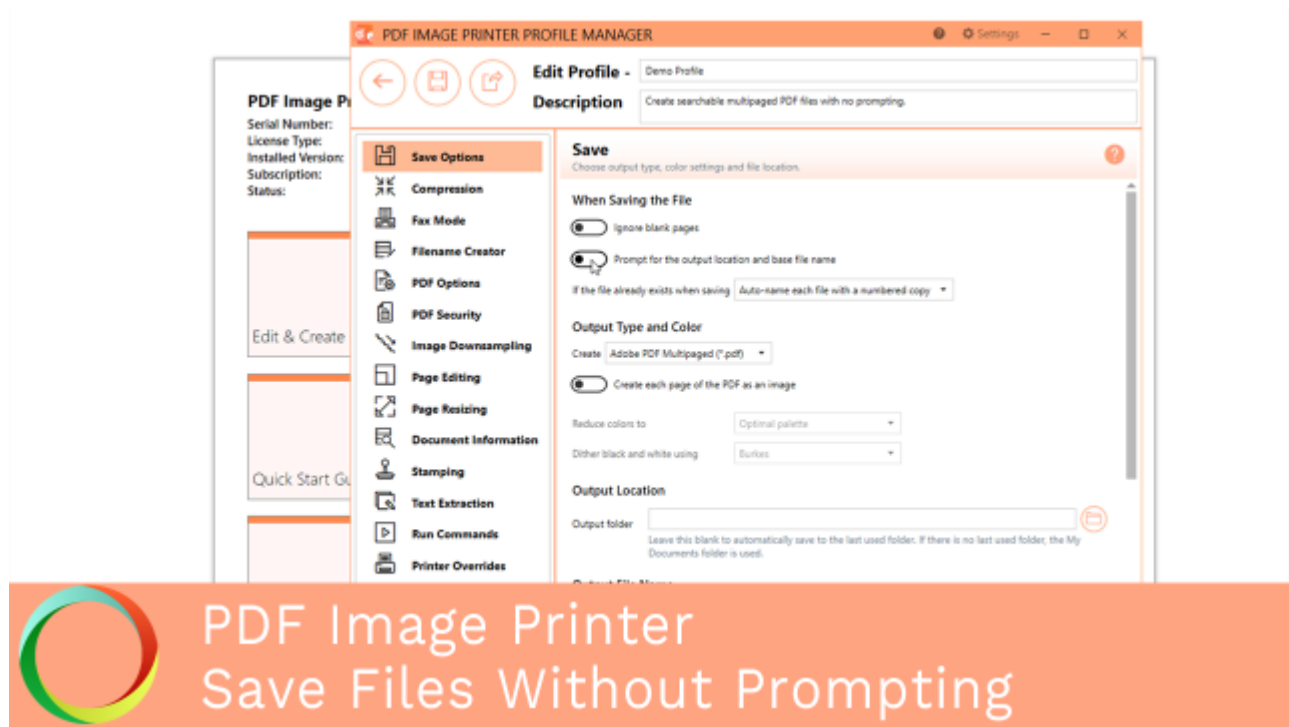 PDF IMAGE PRINTER PROFILE MANAGER
Settings
Edit Profile - Demo Profile
Description Create searchable multipaged PDF files with no prompting.
PDF Image
Serial Number:
License Type:
Installed Version:
Subscription:
Status:
Edit & Create
Quick Start
Save Options
Compression
Fax Mode
Filename Creator
PDF Options
PDF Security
Image Downsampling
Page Editing
Page Resizing
Document Information
Stamping
Text Extraction
Run Commands
Printer Overrides
Save
Choose output type, color settings and file location.
When Saving the File
Ignore blank pages
Prompt for the output location and base file name
If the file already exists when saving Auto-name each file with a numbered copy
Output Type and Color
Create Adobe PDF Multipaged (*.pdf)
Create each page of the PDF as an image
Reduce colors to Optimal palette
Dither black and white using Burkes
Output Location
Output folder
Leave this blank to automatically save to the last used folder. If there is no last used folder, the My
Documents folder is used.
PDF Image Printer
Save Files Without Prompting